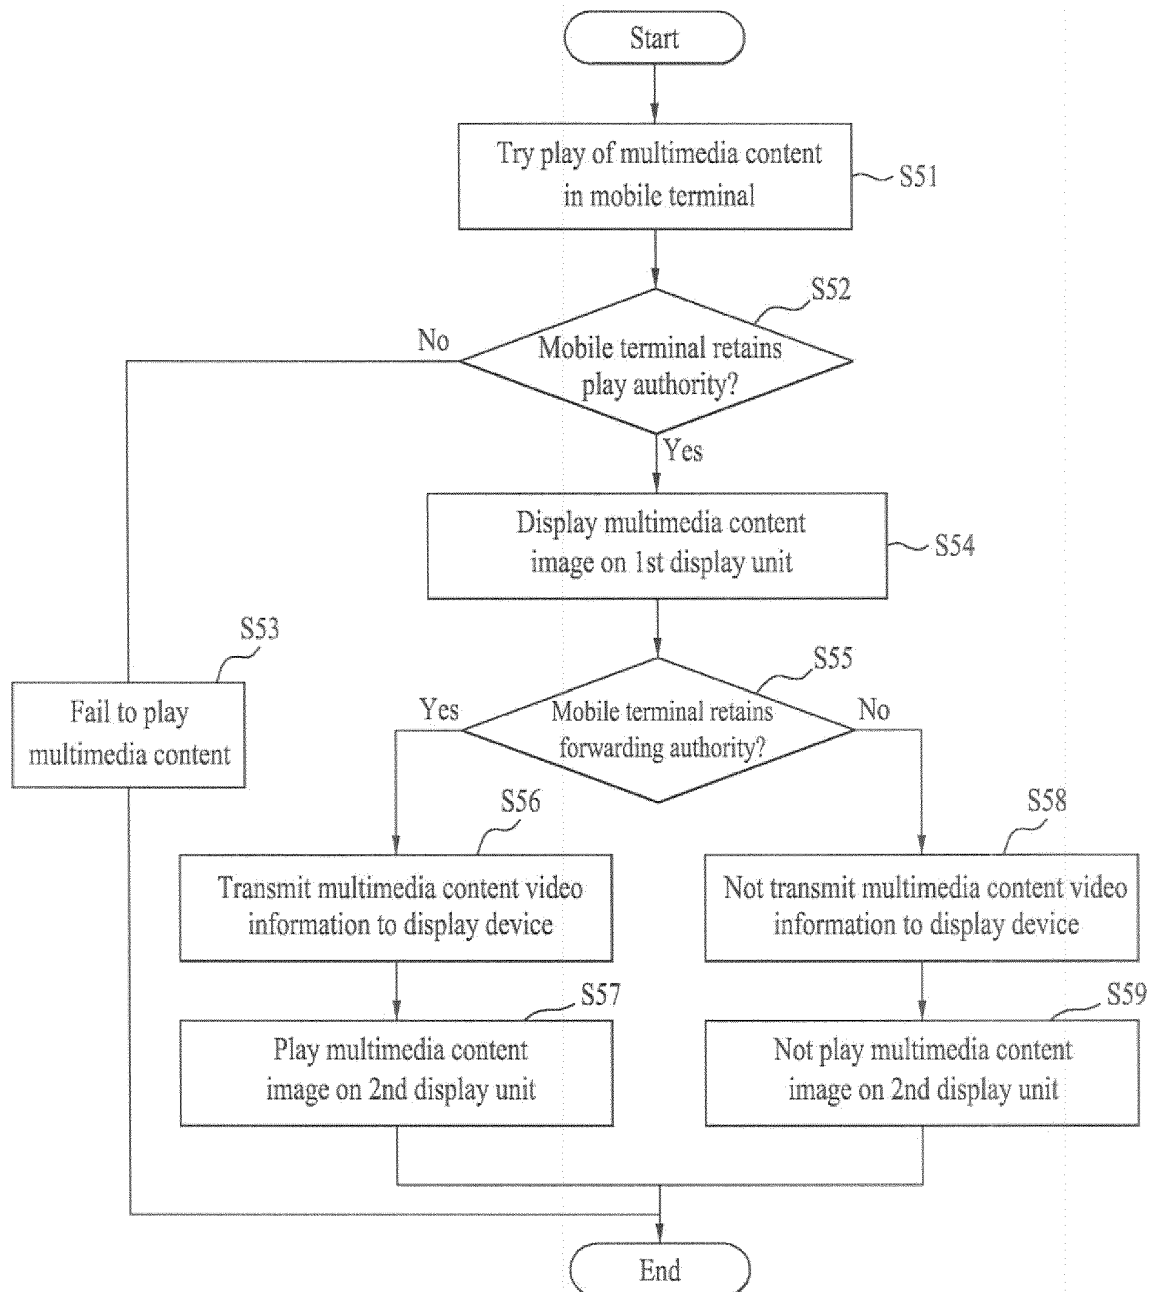 Start
Try play of multimedia content
in mobile terminal
S51
S52
No
Mobile terminal retains
play authority?
Yes
Display multimedia content
image on 1st display unit
S54
S53
Fail to play
multimedia content
S55
Yes
Mobile terminal retains
forwarding authority?
No
S56
Transmit multimedia content video
information to display device
S58
Not transmit multimedia content video
information to display device
S57
Play multimedia content
image on 2nd display unit
S59
Not play multimedia content
image on 2nd display unit
End